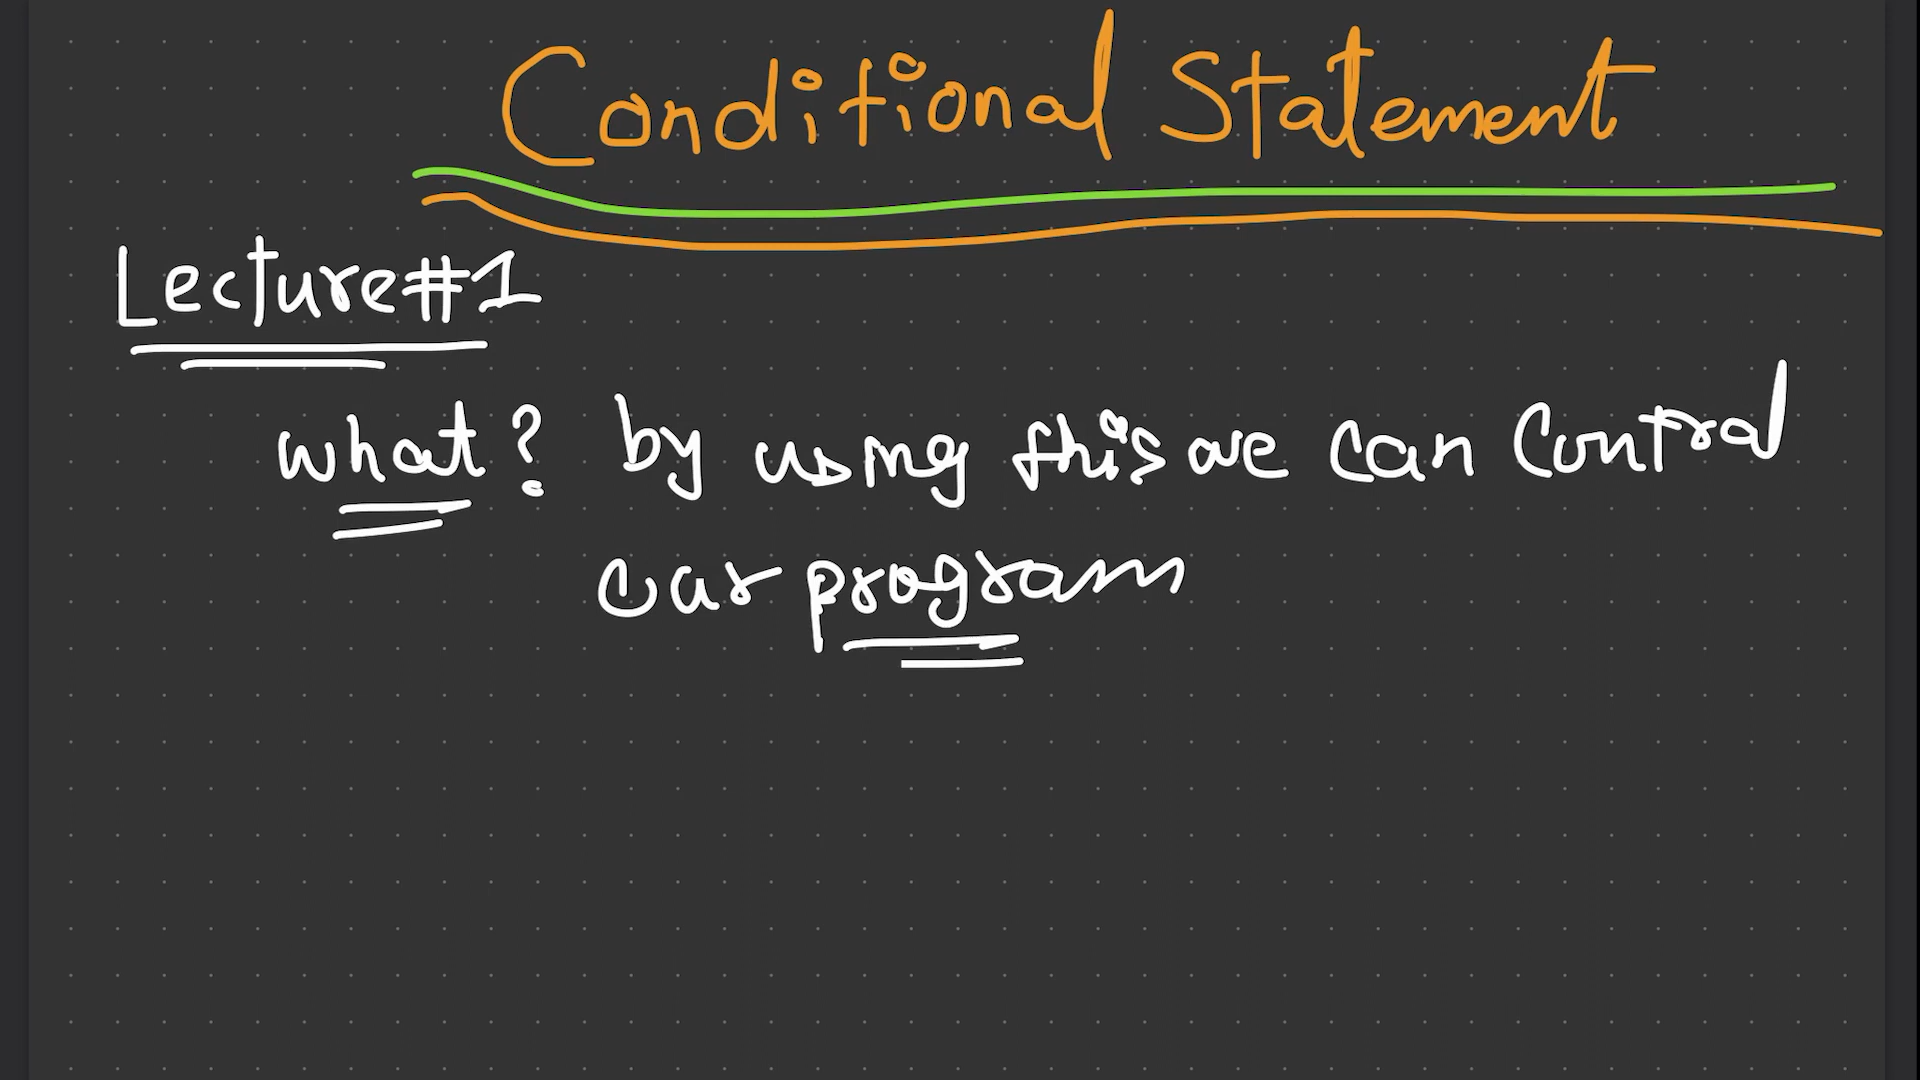 Conditional Statement
Lecture#1
what? by using this we can Control
our program